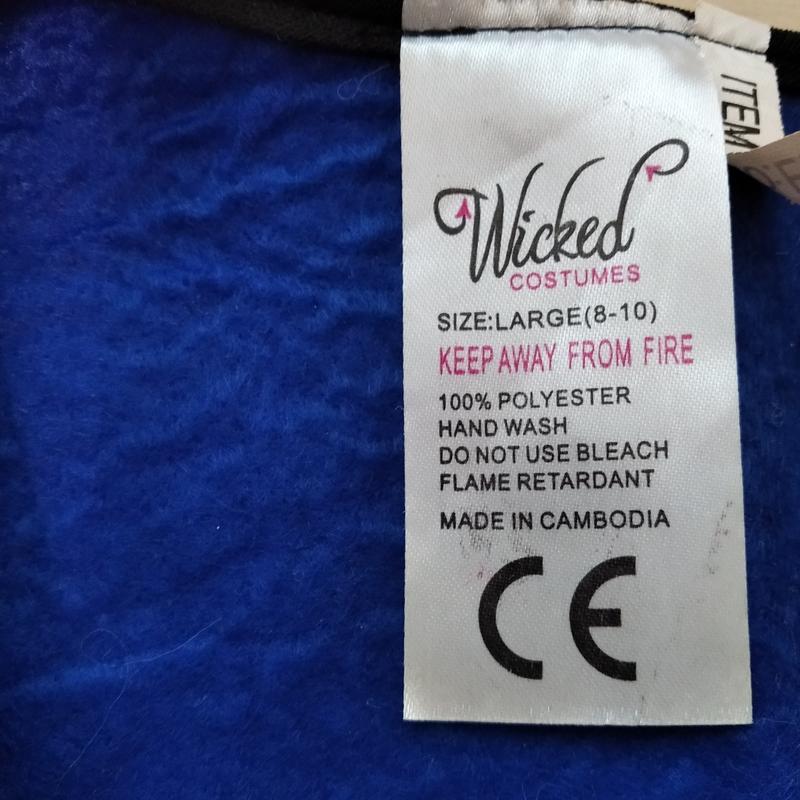 Wicked
COSTUMES
SIZE:LARGE(8-10)
KEEP AWAY FROM FIRE
100% POLYESTER
HAND WASH
DO NOT USE BLEACH
FLAME RETARDANT
MADE IN CAMBODIA
CE
ITEM